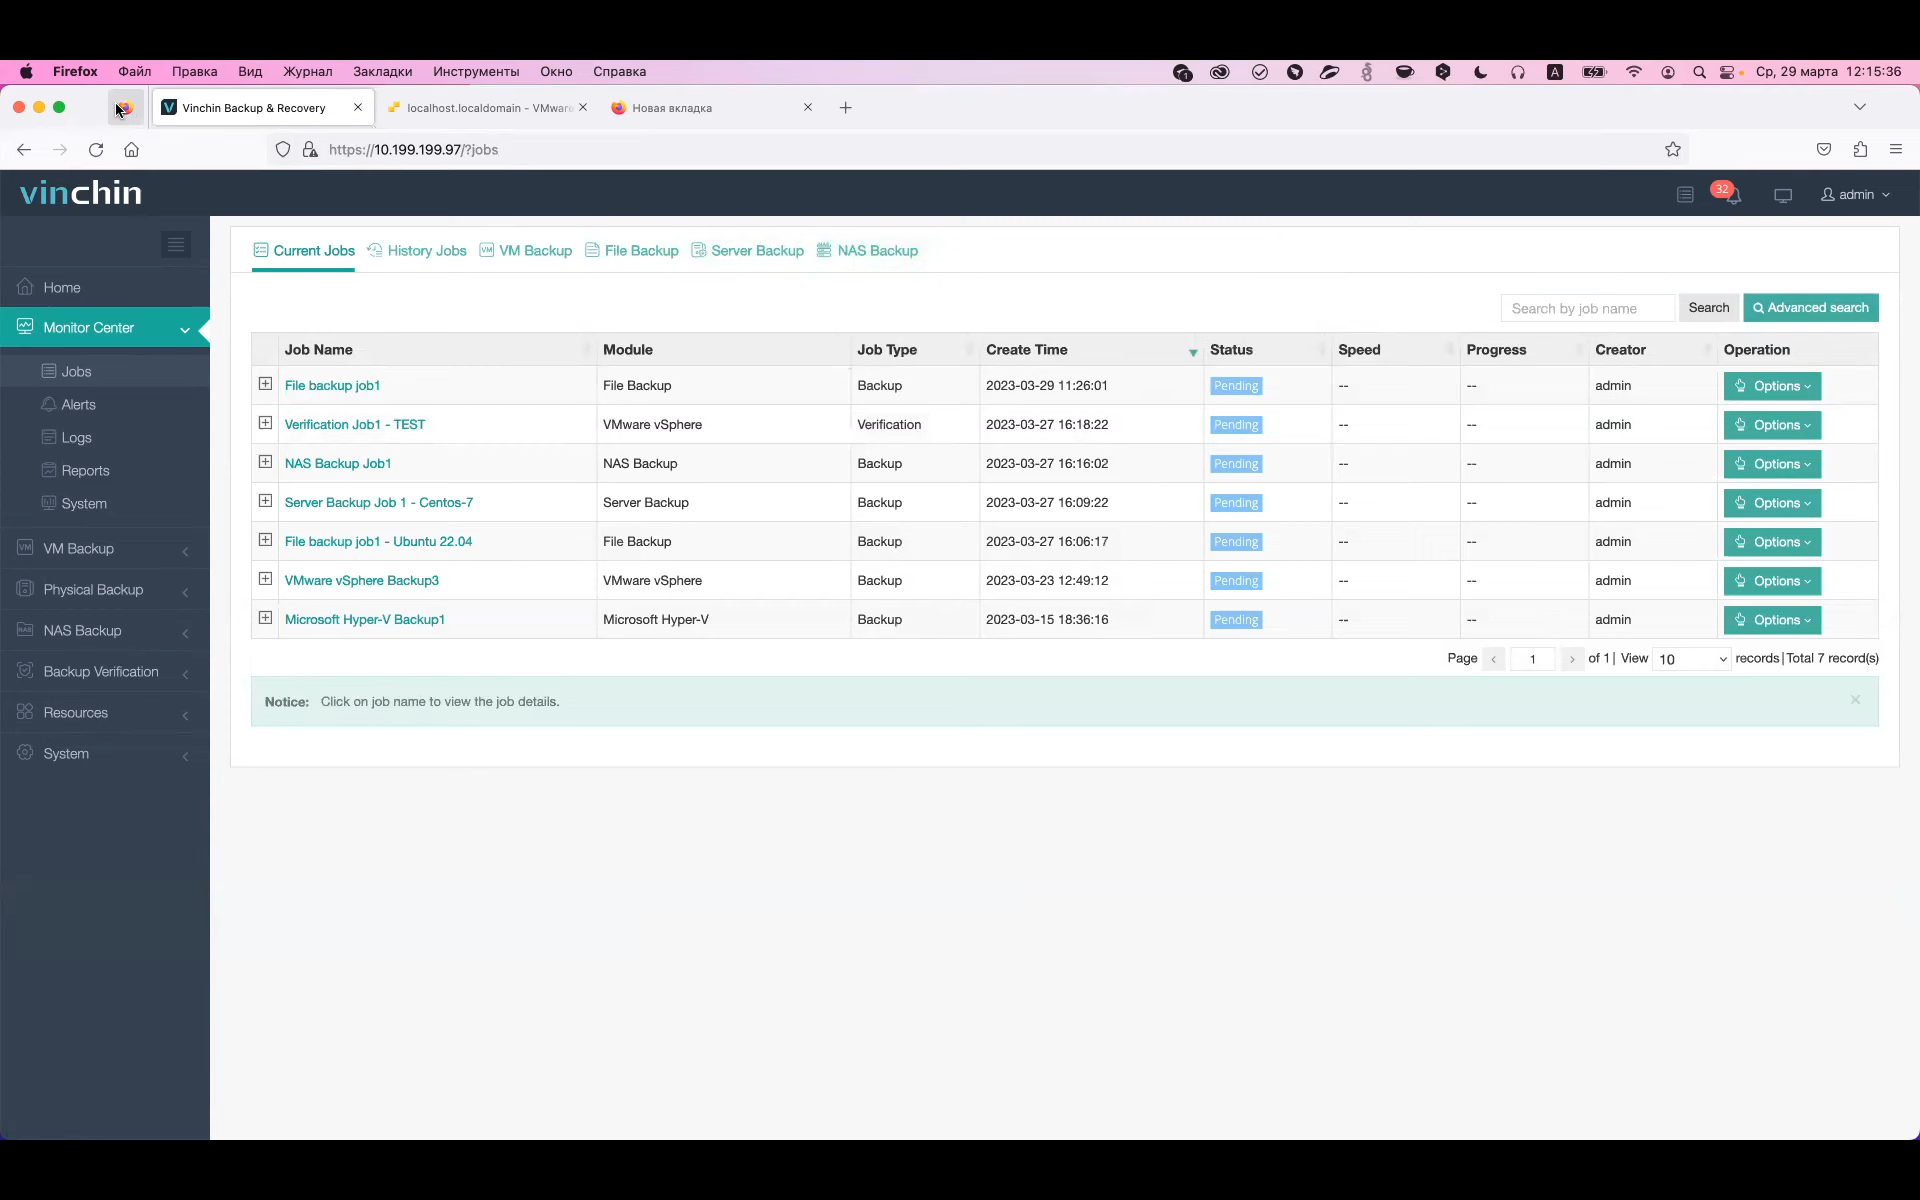 Firefox Файл Правка Вид Журнал Закладки Инструменты Окно Справка
1 A Ср, 29 марта 12:15:36
V Vinchin Backup & Recovery localhost.localdomain - VMware Новая вкладка
https://10.199.199.97/?jobs
vinchin
32 admin
Current Jobs History Jobs VM Backup File Backup Server Backup NAS Backup
Home
Monitor Center
Jobs
Alerts
Logs
Reports
System
VM Backup
Physical Backup
NAS Backup
Backup Verification
Resources
System
Search by job name Search Advanced search
Job Name Module Job Type Create Time Status Speed Progress Creator Operation
File backup job1 File Backup Backup 2023-03-29 11:26:01 Pending -- -- admin Options
Verification Job1 - TEST VMware vSphere Verification 2023-03-27 16:18:22 Pending -- -- admin Options
NAS Backup Job1 NAS Backup Backup 2023-03-27 16:16:02 Pending -- -- admin Options
Server Backup Job 1 - Centos-7 Server Backup Backup 2023-03-27 16:09:22 Pending -- -- admin Options
File backup job1 - Ubuntu 22.04 File Backup Backup 2023-03-27 16:06:17 Pending -- -- admin Options
VMware vSphere Backup3 VMware vSphere Backup 2023-03-23 12:49:12 Pending -- -- admin Options
Microsoft Hyper-V Backup1 Microsoft Hyper-V Backup 2023-03-15 18:36:16 Pending -- -- admin Options
Page < 1 > of 1 | View 10 records | Total 7 record(s)
Notice: Click on job name to view the job details.